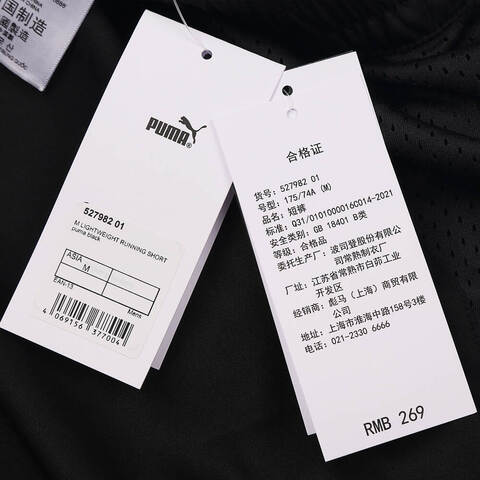 国制造
PUMA
527982 01
M LIGHTWEIGHT RUNNING SHORT
puma black
ASIA
M
EAN-13
Men's
4 069156 377004
合格证
货号: 527982 01
号型: 175/74A (M)
品名: 短裤
标准: Q31/0101000016C014-2021
安全类别: GB 18401 B类
等级: 合格品
委托生产厂: 波司登股份有限公
司常熟制衣厂
厂址: 江苏省常熟市白茆工业
开发区
经销商: 彪马（上海）商贸有限
公司
地址: 上海市淮海中路158号3楼
电话: 021-2330 6666
RMB 269